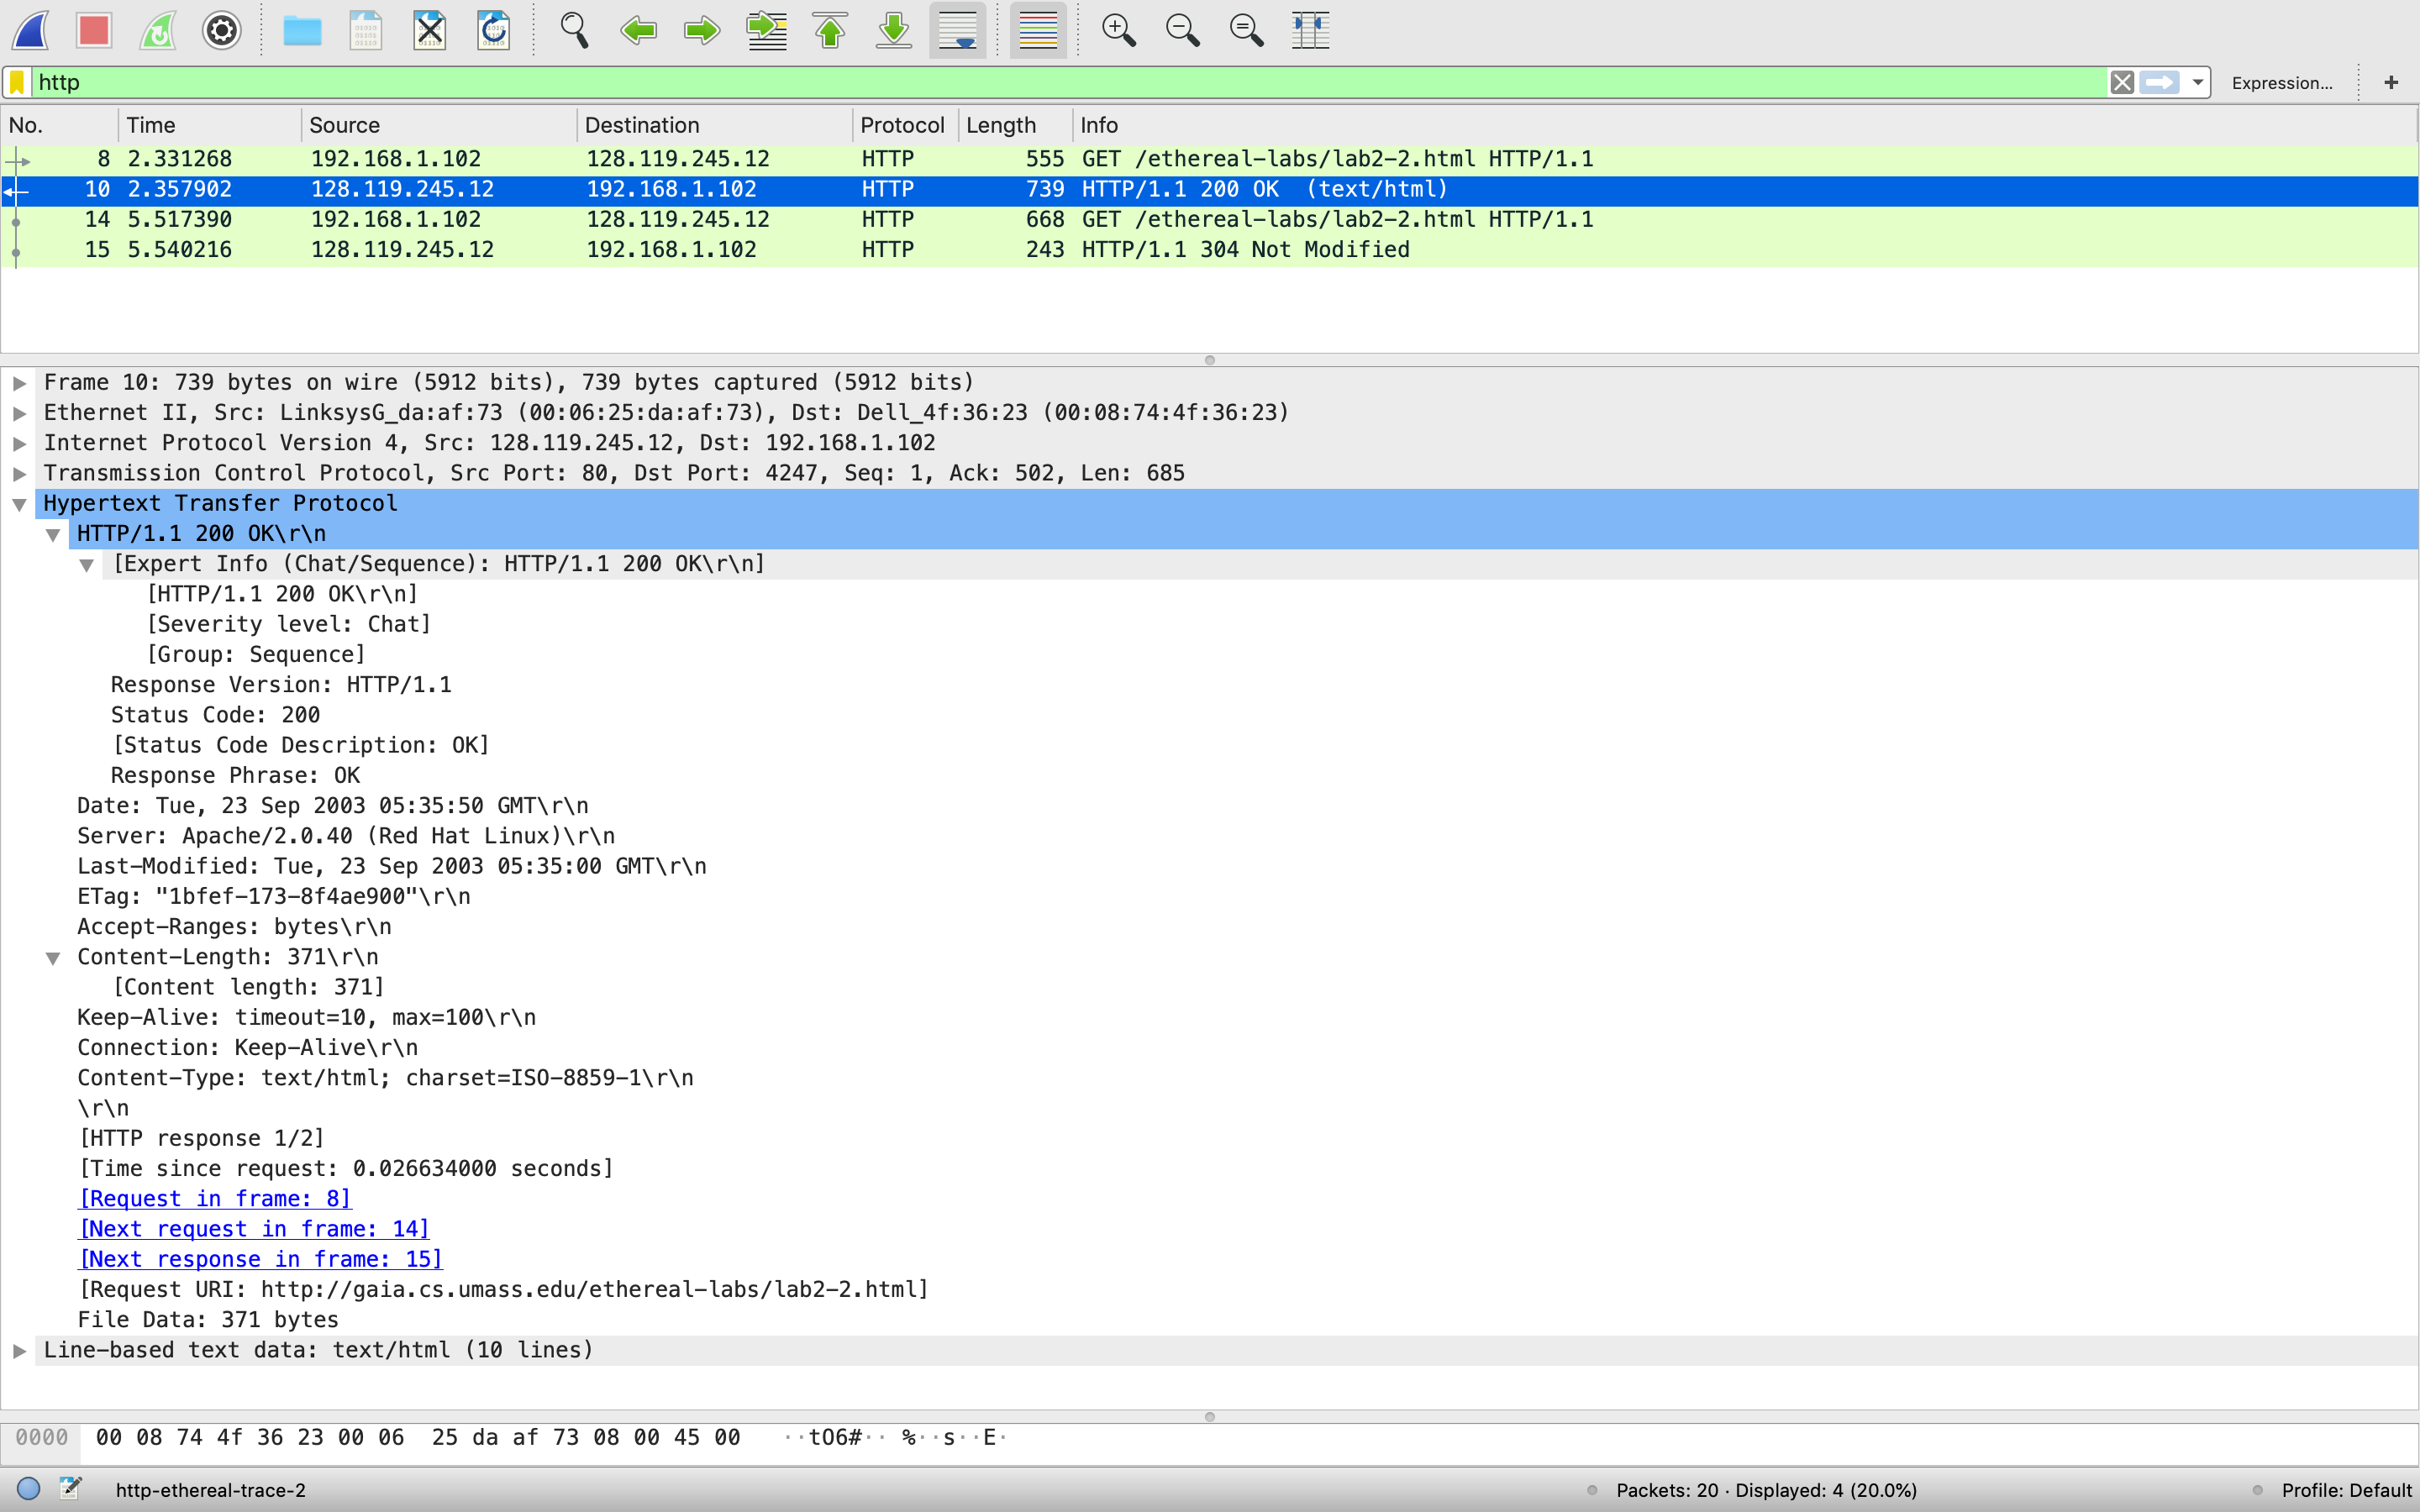 http
Expression...
+
No. Time Source Destination Protocol Length Info
8 2.331268 192.168.1.102 128.119.245.12 HTTP 555 GET /ethereal-labs/lab2-2.html HTTP/1.1
10 2.357902 128.119.245.12 192.168.1.102 HTTP 739 HTTP/1.1 200 OK (text/html)
14 5.517390 192.168.1.102 128.119.245.12 HTTP 668 GET /ethereal-labs/lab2-2.html HTTP/1.1
15 5.540216 128.119.245.12 192.168.1.102 HTTP 243 HTTP/1.1 304 Not Modified
Frame 10: 739 bytes on wire (5912 bits), 739 bytes captured (5912 bits)
Ethernet II, Src: LinksysG_da:af:73 (00:06:25:da:af:73), Dst: Dell_4f:36:23 (00:08:74:4f:36:23)
Internet Protocol Version 4, Src: 128.119.245.12, Dst: 192.168.1.102
Transmission Control Protocol, Src Port: 80, Dst Port: 4247, Seq: 1, Ack: 502, Len: 685
Hypertext Transfer Protocol
HTTP/1.1 200 OK\r\n
[Expert Info (Chat/Sequence): HTTP/1.1 200 OK\r\n]
[HTTP/1.1 200 OK\r\n]
[Severity level: Chat]
[Group: Sequence]
Response Version: HTTP/1.1
Status Code: 200
[Status Code Description: OK]
Response Phrase: OK
Date: Tue, 23 Sep 2003 05:35:50 GMT\r\n
Server: Apache/2.0.40 (Red Hat Linux)\r\n
Last-Modified: Tue, 23 Sep 2003 05:35:00 GMT\r\n
ETag: "1bfef-173-8f4ae900"\r\n
Accept-Ranges: bytes\r\n
Content-Length: 371\r\n
[Content length: 371]
Keep-Alive: timeout=10, max=100\r\n
Connection: Keep-Alive\r\n
Content-Type: text/html; charset=ISO-8859-1\r\n
\r\n
[HTTP response 1/2]
[Time since request: 0.026634000 seconds]
[Request in frame: 8]
[Next request in frame: 14]
[Next response in frame: 15]
[Request URI: http://gaia.cs.umass.edu/ethereal-labs/lab2-2.html]
File Data: 371 bytes
Line-based text data: text/html (10 lines)
0000 00 08 74 4f 36 23 00 06 25 da af 73 08 00 45 00 ··tO6#·· %··s··E·
http-ethereal-trace-2 Packets: 20 · Displayed: 4 (20.0%) Profile: Default